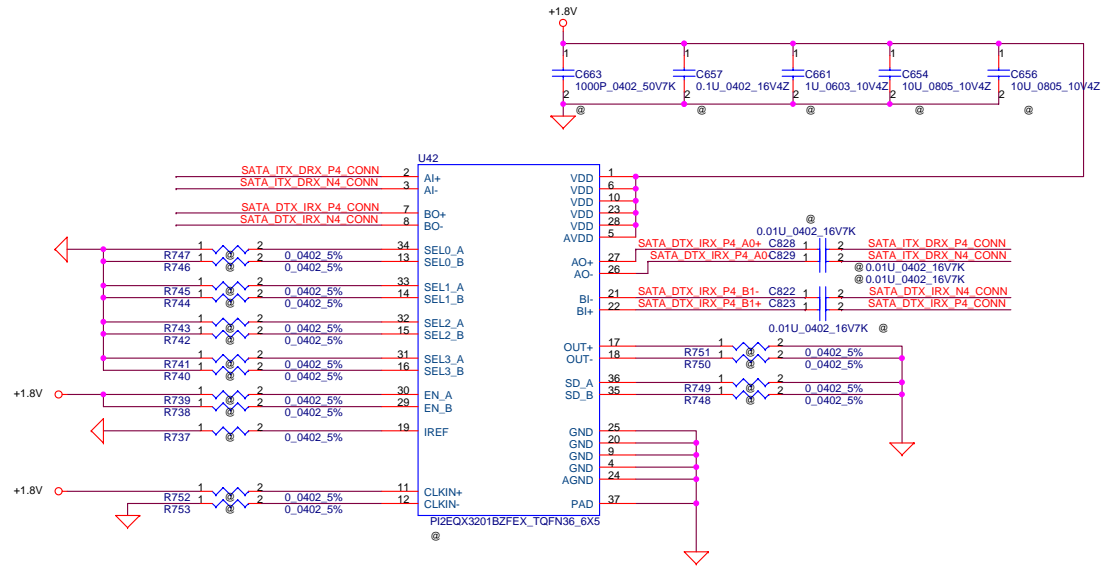 +1.8V
1 1 1 1 1
C663 C657 C661 C654 C656
1000P_0402_50V7K 0.1U_0402_16V4Z 1U_0603_10V4Z 10U_0805_10V4Z 10U_0805_10V4Z
2 2 2 2 2
@ @ @ @ @
U42
SATA_ITX_DRX_P4_CONN 2 AI+ VDD 1
SATA_ITX_DRX_N4_CONN 3 AI- VDD 6
VDD 10
SATA_DTX_IRX_P4_CONN 7 BO+ VDD 23
SATA_DTX_IRX_N4_CONN 8 BO- VDD 28
AVDD 5
@
0.01U_0402_16V7K
R747 1 @ 2 0_0402_5% 34 SEL0_A
R746 1 @ 2 0_0402_5% 13 SEL0_B
AO+ 27 SATA_DTX_IRX_P4_A0+ C828 1 2 SATA_ITX_DRX_P4_CONN
AO- 26 SATA_DTX_IRX_P4_A0- C829 1 2 SATA_ITX_DRX_N4_CONN
@ 0.01U_0402_16V7K
@ 0.01U_0402_16V7K
R745 1 @ 2 0_0402_5% 33 SEL1_A
R744 1 @ 2 0_0402_5% 14 SEL1_B
BI- 21 SATA_DTX_IRX_P4_B1- C822 1 2 SATA_DTX_IRX_N4_CONN
BI+ 22 SATA_DTX_IRX_P4_B1+ C823 1 2 SATA_DTX_IRX_P4_CONN
0.01U_0402_16V7K @
R743 1 @ 2 0_0402_5% 32 SEL2_A
R742 1 @ 2 0_0402_5% 15 SEL2_B
OUT+ 17 R751 1 @ 2 0_0402_5%
OUT- 18 R750 1 @ 2 0_0402_5%
R741 1 @ 2 0_0402_5% 31 SEL3_A
R740 1 @ 2 0_0402_5% 16 SEL3_B
SD_A 36 R749 1 @ 2 0_0402_5%
SD_B 35 R748 1 @ 2 0_0402_5%
+1.8V
R739 1 @ 2 0_0402_5% 30 EN_A
R738 1 @ 2 0_0402_5% 29 EN_B
R737 1 @ 2 0_0402_5% 19 IREF
GND 25
GND 20
GND 9
GND 4
AGND 24
+1.8V
R752 1 @ 2 0_0402_5% 11 CLKIN+
R753 1 @ 2 0_0402_5% 12 CLKIN-
PAD 37
PI2EQX3201BZFEX_TQFN36_6X5
@